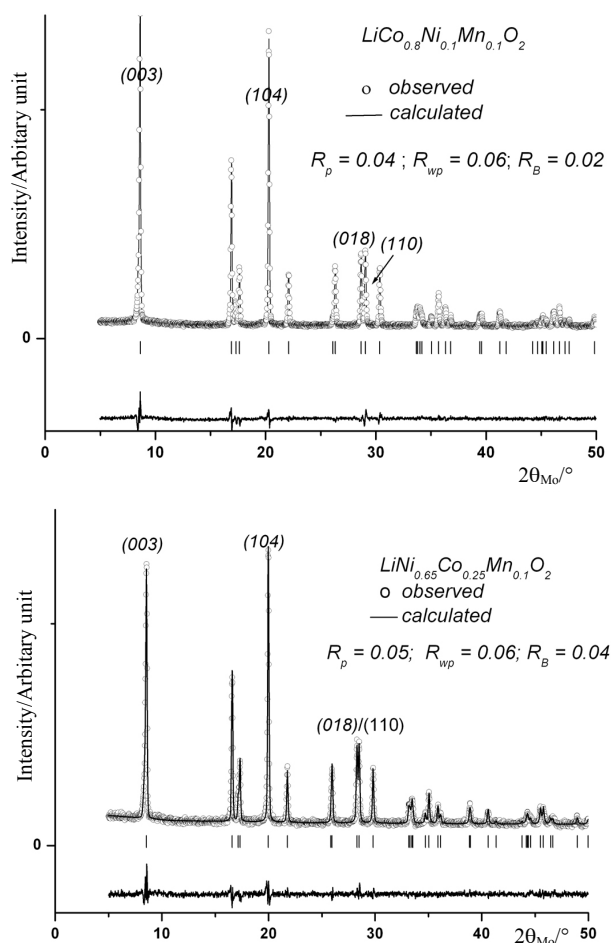 LiCo0.8Ni0.1Mn0.1O2
(003)
o observed
(104)
calculated
Rp = 0.04 ; Rwp = 0.06; RB = 0.02
(018)
(110)
Intensity/Arbitary unit
0
0 10 20 30 40 50
2θMo/°
(003)
(104)
LiNi0.65Co0.25Mn0.1O2
o observed
calculated
Rp = 0.05; Rwp = 0.06; RB = 0.04
(018)/(110)
Intensity/Arbitary unit
0
0 10 20 30 40 50
2θMo/°